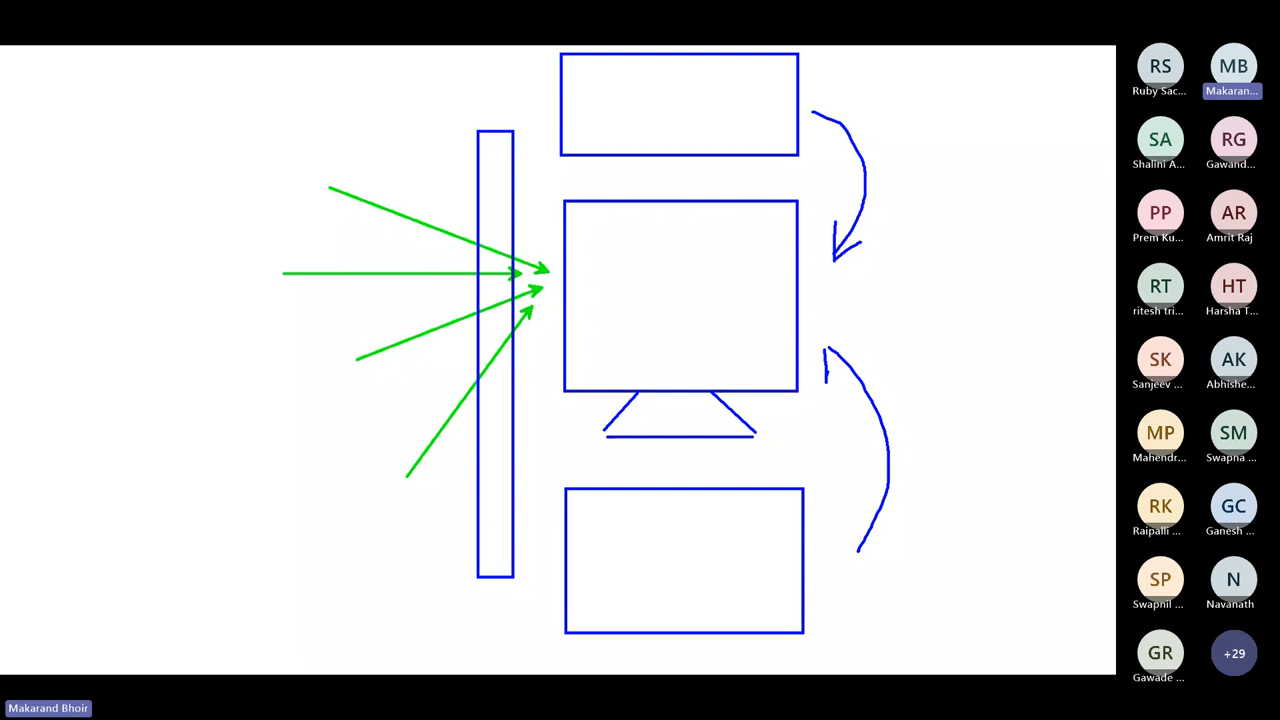 RS
MB
Ruby Sac...
Makaran...
SA
RG
Shalini A...
Gawand...
PP
AR
Prem Ku...
Amrit Raj
RT
HT
ritesh tri...
Harsha T...
SK
AK
Sanjeev ...
Abhishe...
MP
SM
Mahendr...
Swapna ...
RK
GC
Raipalli ...
Ganesh ...
SP
N
Swapnil ...
Navanath
GR
+29
Gawade ...
Makarand Bhoir